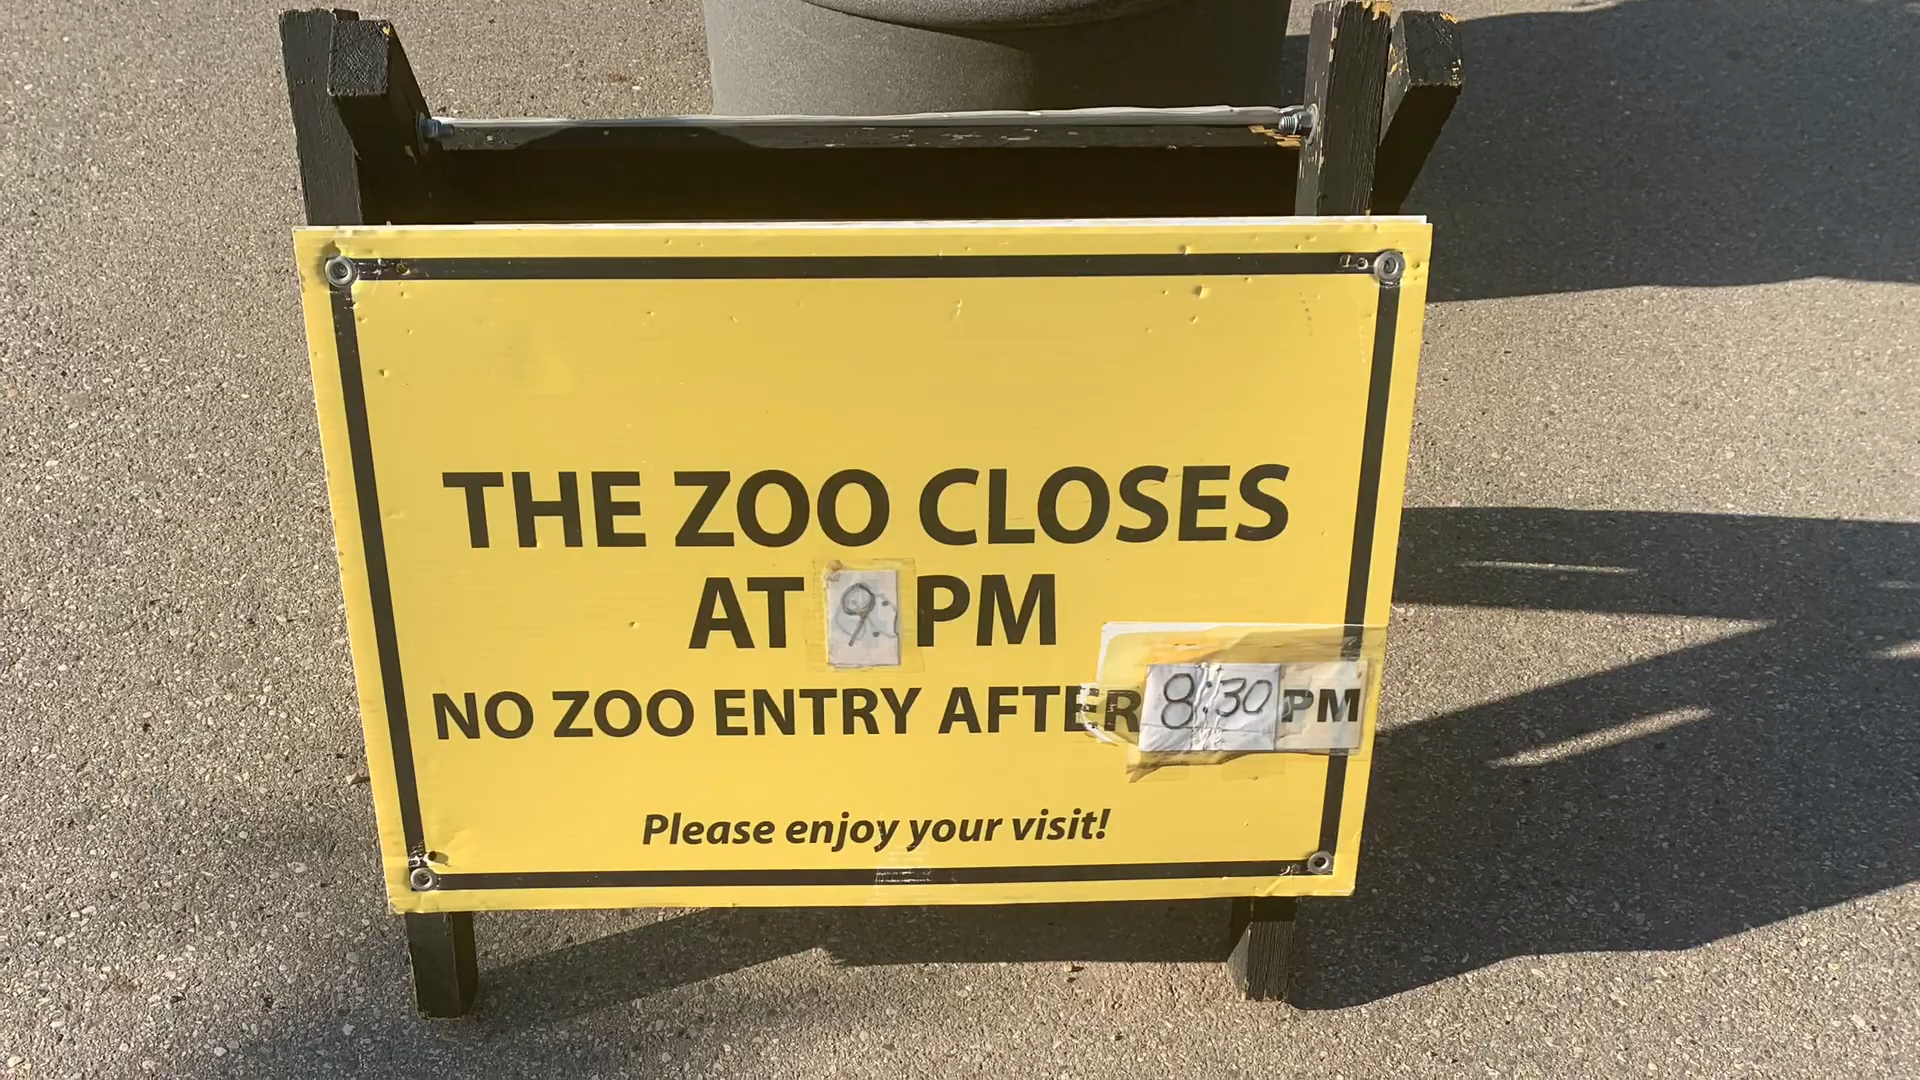 THE ZOO CLOSES
AT 9 PM
NO ZOO ENTRY AFTER 8:30 PM
Please enjoy your visit!